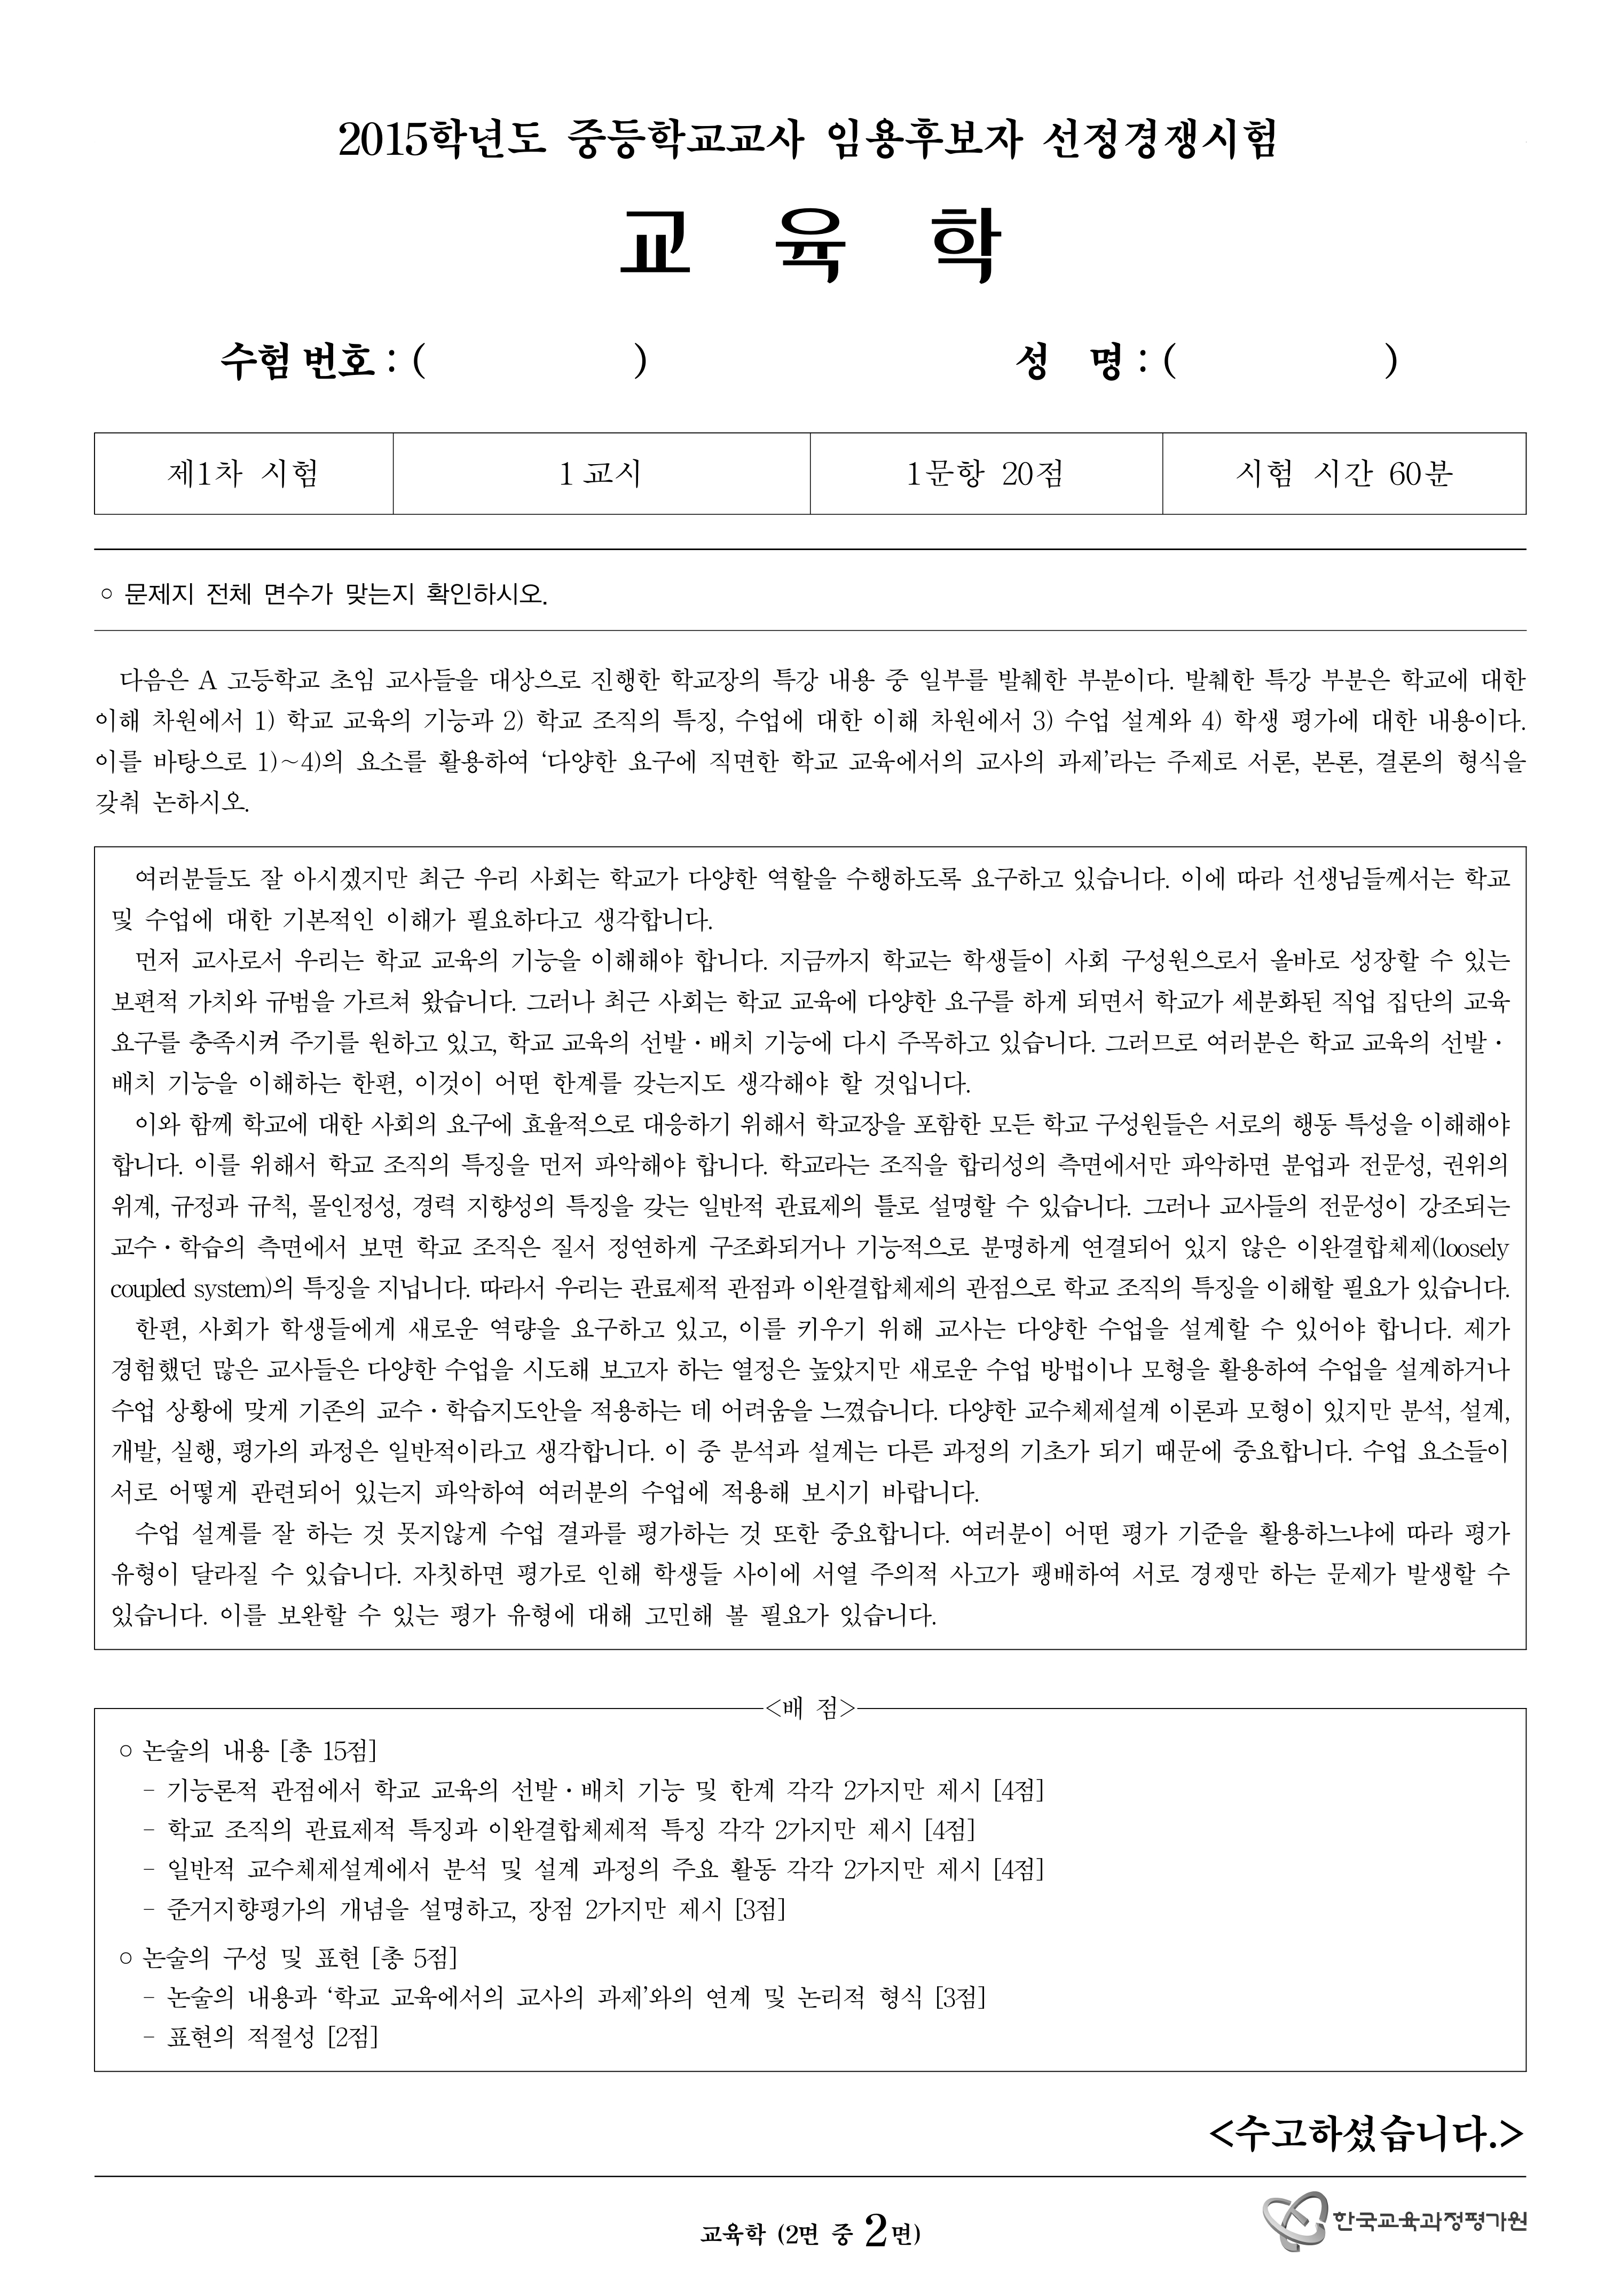 2015학년도 중등학교교사 임용후보자 선정경쟁시험
교 육 학
수험 번호 : ( ) 성 명 : ( )
제1차 시험 1 교시 1문항 20점 시험 시간 60분
○ 문제지 전체 면수가 맞는지 확인하시오.
다음은 A 고등학교 초임 교사들을 대상으로 진행한 학교장의 특강 내용 중 일부를 발췌한 부분이다. 발췌한 특강 부분은 학교에 대한
이해 차원에서 1) 학교 교육의 기능과 2) 학교 조직의 특징, 수업에 대한 이해 차원에서 3) 수업 설계와 4) 학생 평가에 대한 내용이다.
이를 바탕으로 1)～4)의 요소를 활용하여 ‘다양한 요구에 직면한 학교 교육에서의 교사의 과제’라는 주제로 서론, 본론, 결론의 형식을
갖춰 논하시오.
여러분들도 잘 아시겠지만 최근 우리 사회는 학교가 다양한 역할을 수행하도록 요구하고 있습니다. 이에 따라 선생님들께서는 학교
및 수업에 대한 기본적인 이해가 필요하다고 생각합니다.
먼저 교사로서 우리는 학교 교육의 기능을 이해해야 합니다. 지금까지 학교는 학생들이 사회 구성원으로서 올바로 성장할 수 있는
보편적 가치와 규범을 가르쳐 왔습니다. 그러나 최근 사회는 학교 교육에 다양한 요구를 하게 되면서 학교가 세분화된 직업 집단의 교육
요구를 충족시켜 주기를 원하고 있고, 학교 교육의 선발･배치 기능에 다시 주목하고 있습니다. 그러므로 여러분은 학교 교육의 선발･
배치 기능을 이해하는 한편, 이것이 어떤 한계를 갖는지도 생각해야 할 것입니다.
이와 함께 학교에 대한 사회의 요구에 효율적으로 대응하기 위해서 학교장을 포함한 모든 학교 구성원들은 서로의 행동 특성을 이해해야
합니다. 이를 위해서 학교 조직의 특징을 먼저 파악해야 합니다. 학교라는 조직을 합리성의 측면에서만 파악하면 분업과 전문성, 권위의
위계, 규정과 규칙, 몰인정성, 경력 지향성의 특징을 갖는 일반적 관료제의 틀로 설명할 수 있습니다. 그러나 교사들의 전문성이 강조되는
교수･학습의 측면에서 보면 학교 조직은 질서 정연하게 구조화되거나 기능적으로 분명하게 연결되어 있지 않은 이완결합체제(loosely
coupled system)의 특징을 지닙니다. 따라서 우리는 관료제적 관점과 이완결합체제의 관점으로 학교 조직의 특징을 이해할 필요가 있습니다.
한편, 사회가 학생들에게 새로운 역량을 요구하고 있고, 이를 키우기 위해 교사는 다양한 수업을 설계할 수 있어야 합니다. 제가
경험했던 많은 교사들은 다양한 수업을 시도해 보고자 하는 열정은 높았지만 새로운 수업 방법이나 모형을 활용하여 수업을 설계하거나
수업 상황에 맞게 기존의 교수･학습지도안을 적용하는 데 어려움을 느꼈습니다. 다양한 교수체제설계 이론과 모형이 있지만 분석, 설계,
개발, 실행, 평가의 과정은 일반적이라고 생각합니다. 이 중 분석과 설계는 다른 과정의 기초가 되기 때문에 중요합니다. 수업 요소들이
서로 어떻게 관련되어 있는지 파악하여 여러분의 수업에 적용해 보시기 바랍니다.
수업 설계를 잘 하는 것 못지않게 수업 결과를 평가하는 것 또한 중요합니다. 여러분이 어떤 평가 기준을 활용하느냐에 따라 평가
유형이 달라질 수 있습니다. 자칫하면 평가로 인해 학생들 사이에 서열 주의적 사고가 팽배하여 서로 경쟁만 하는 문제가 발생할 수
있습니다. 이를 보완할 수 있는 평가 유형에 대해 고민해 볼 필요가 있습니다.
<배 점>
○ 논술의 내용 [총 15점]
- 기능론적 관점에서 학교 교육의 선발･배치 기능 및 한계 각각 2가지만 제시 [4점]
- 학교 조직의 관료제적 특징과 이완결합체제적 특징 각각 2가지만 제시 [4점]
- 일반적 교수체제설계에서 분석 및 설계 과정의 주요 활동 각각 2가지만 제시 [4점]
- 준거지향평가의 개념을 설명하고, 장점 2가지만 제시 [3점]
○ 논술의 구성 및 표현 [총 5점]
- 논술의 내용과 ‘학교 교육에서의 교사의 과제’와의 연계 및 논리적 형식 [3점]
- 표현의 적절성 [2점]
<수고하셨습니다.>
교육학 (2면 중 2면)
한국교육과정평가원